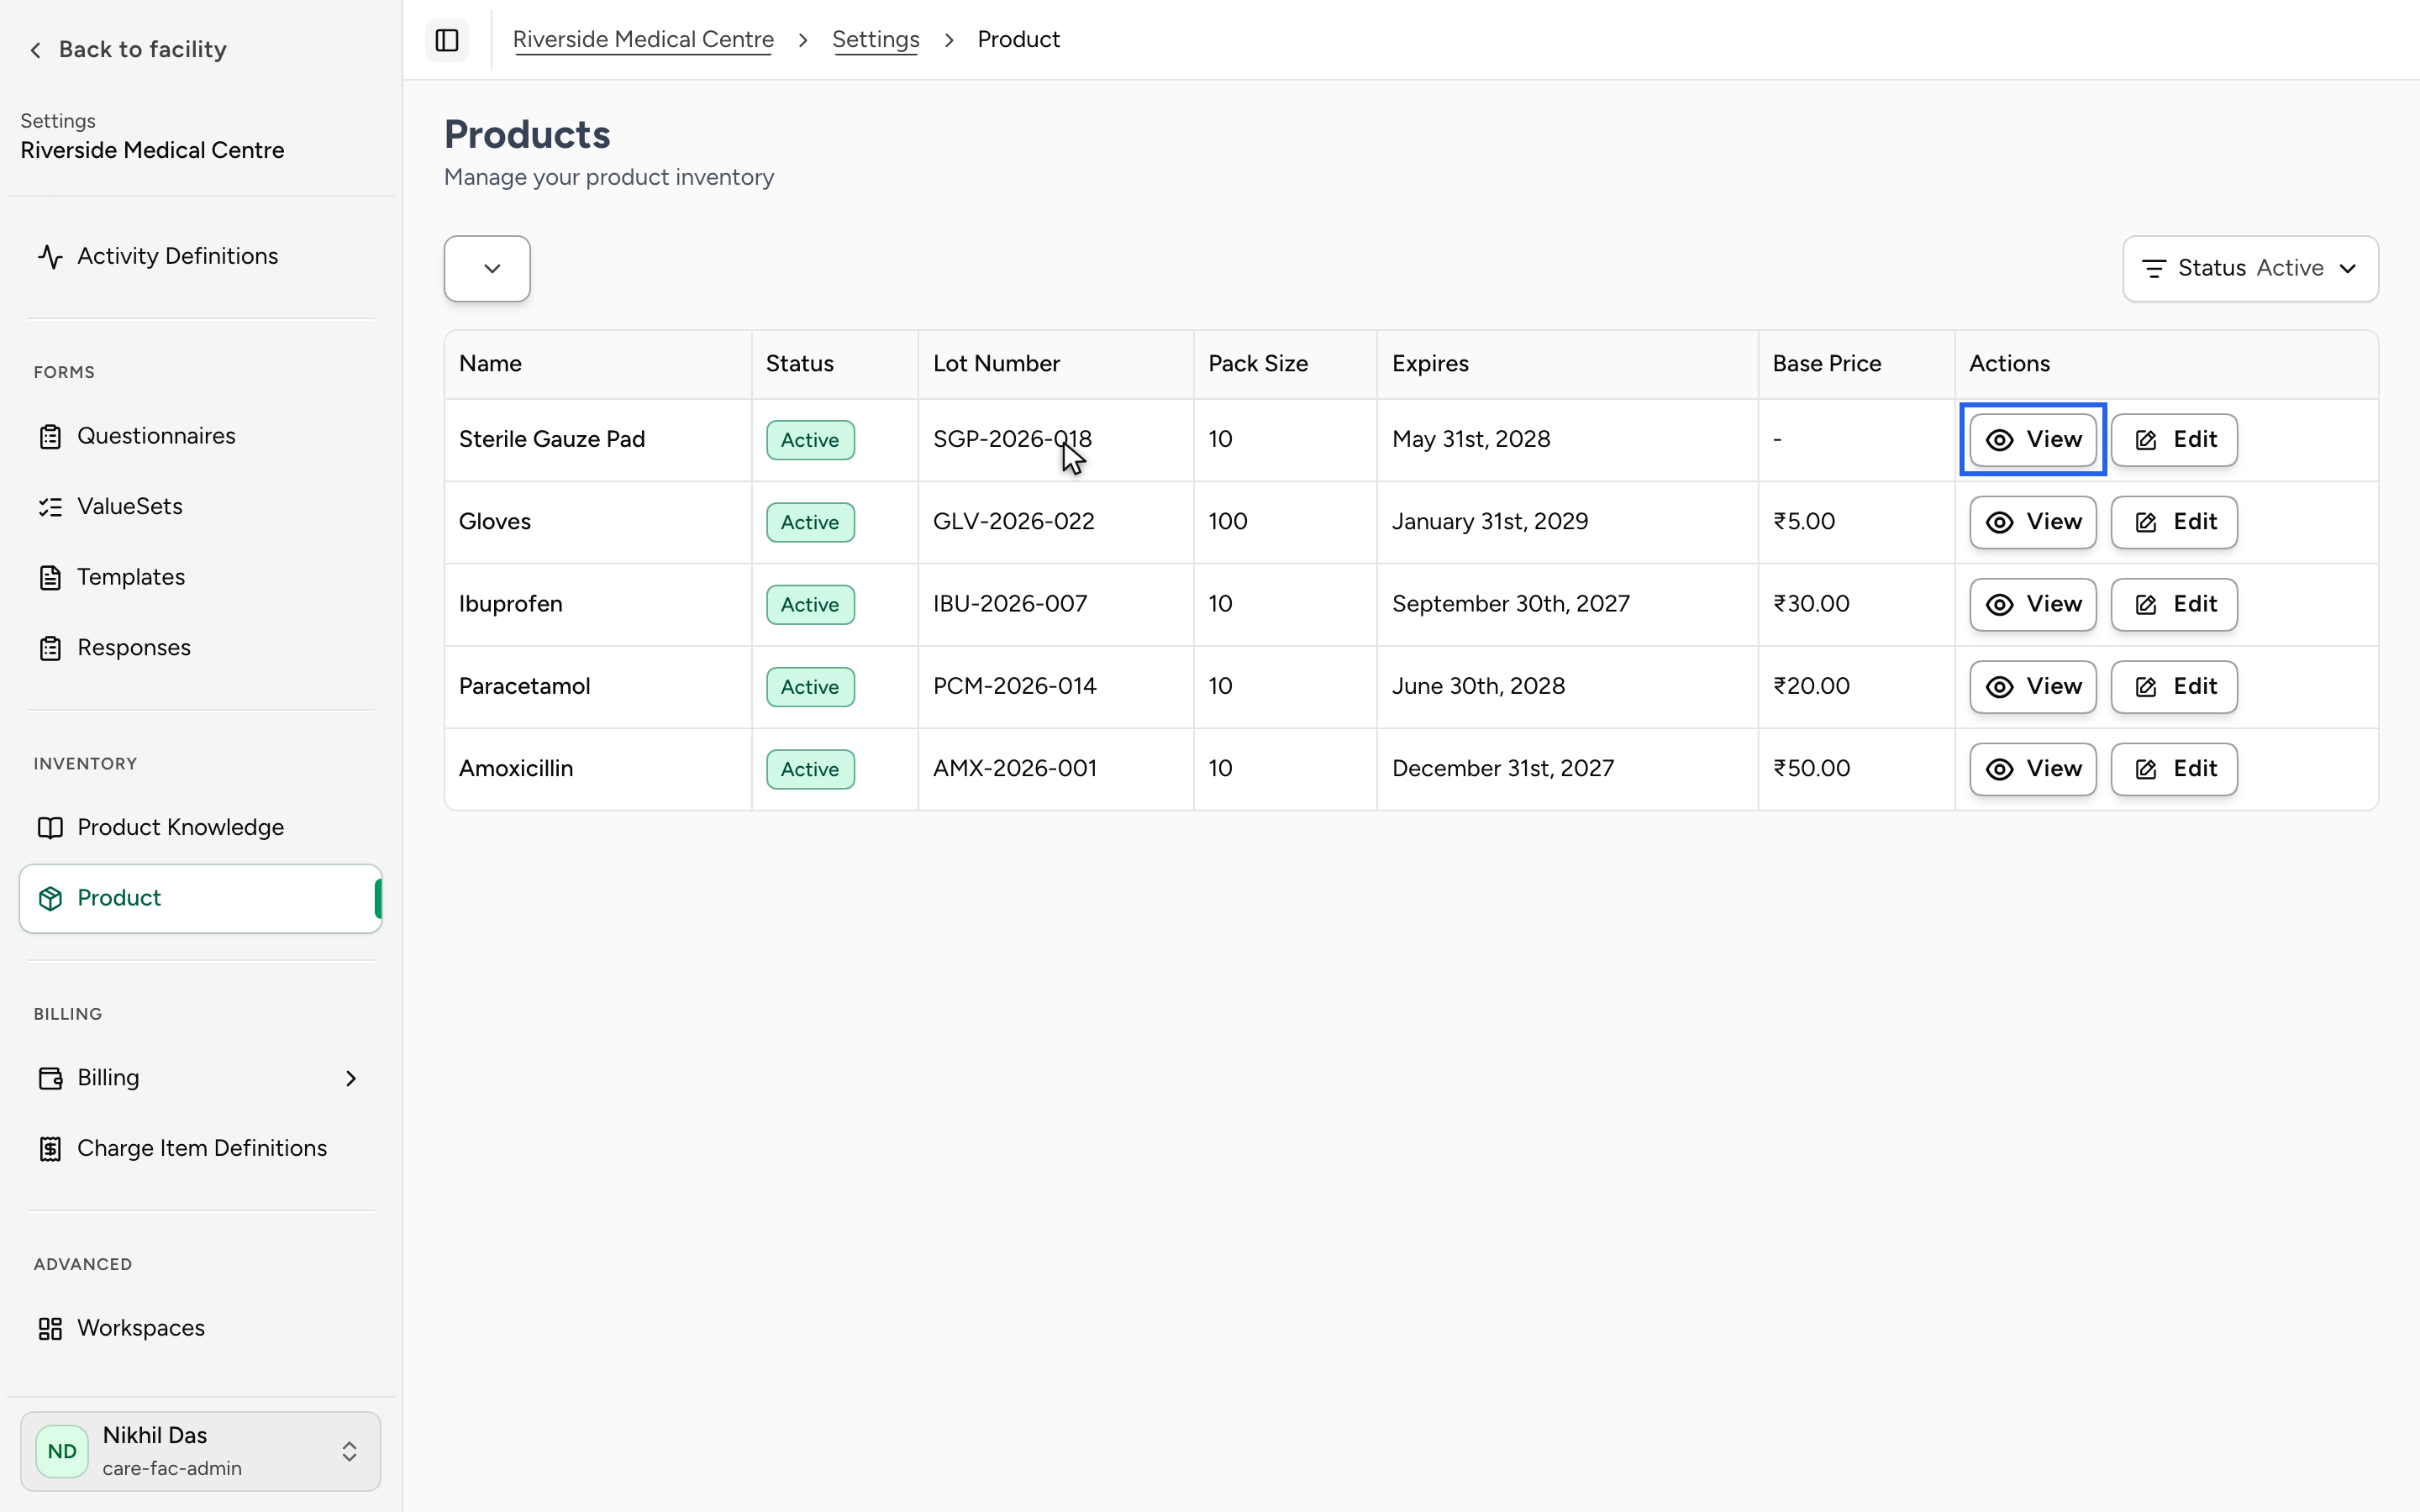 Back to facility
Settings
Riverside Medical Centre
Activity Definitions
FORMS
Questionnaires
ValueSets
Templates
Responses
INVENTORY
Product Knowledge
Product
BILLING
Billing
Charge Item Definitions
ADVANCED
Workspaces
ND
Nikhil Das
care-fac-admin
Riverside Medical Centre Settings Product
Products
Manage your product inventory
Status Active
Name Status Lot Number Pack Size Expires Base Price Actions
Sterile Gauze Pad Active SGP-2026-018 10 May 31st, 2028 - View Edit
Gloves Active GLV-2026-022 100 January 31st, 2029 ₹5.00 View Edit
Ibuprofen Active IBU-2026-007 10 September 30th, 2027 ₹30.00 View Edit
Paracetamol Active PCM-2026-014 10 June 30th, 2028 ₹20.00 View Edit
Amoxicillin Active AMX-2026-001 10 December 31st, 2027 ₹50.00 View Edit